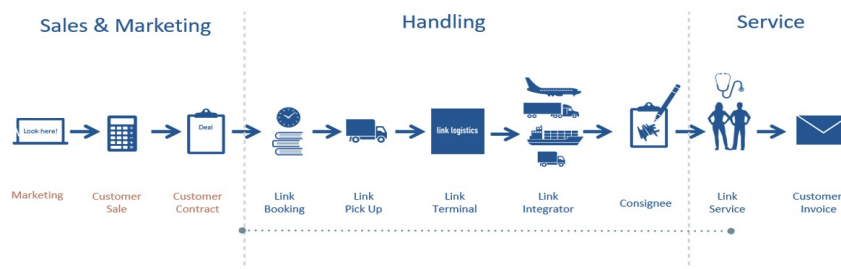 Sales & Marketing
Handling
Service
Look here!
Deal
link logistics
Marketing
Customer
Sale
Customer
Contract
Link
Booking
Link
Pick Up
Link
Terminal
Link
Integrator
Consignee
Link
Service
Customer
Invoice